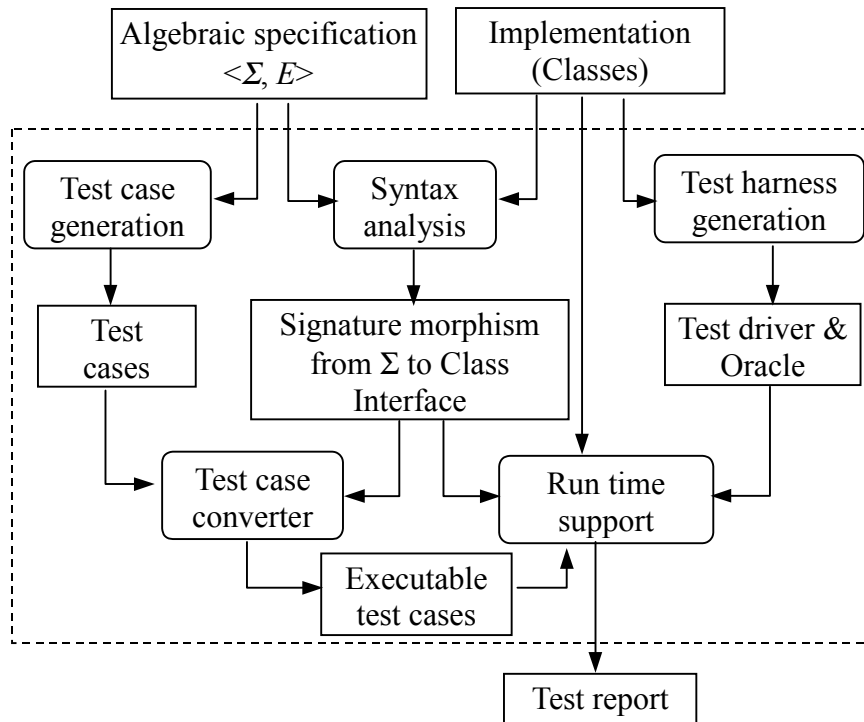 Algebraic specification
<Σ, E>
Implementation
(Classes)
Test case
generation
Syntax
analysis
Test harness
generation
Test
cases
Signature morphism
from Σ to Class
Interface
Test driver &
Oracle
Test case
converter
Run time
support
Executable
test cases
Test report